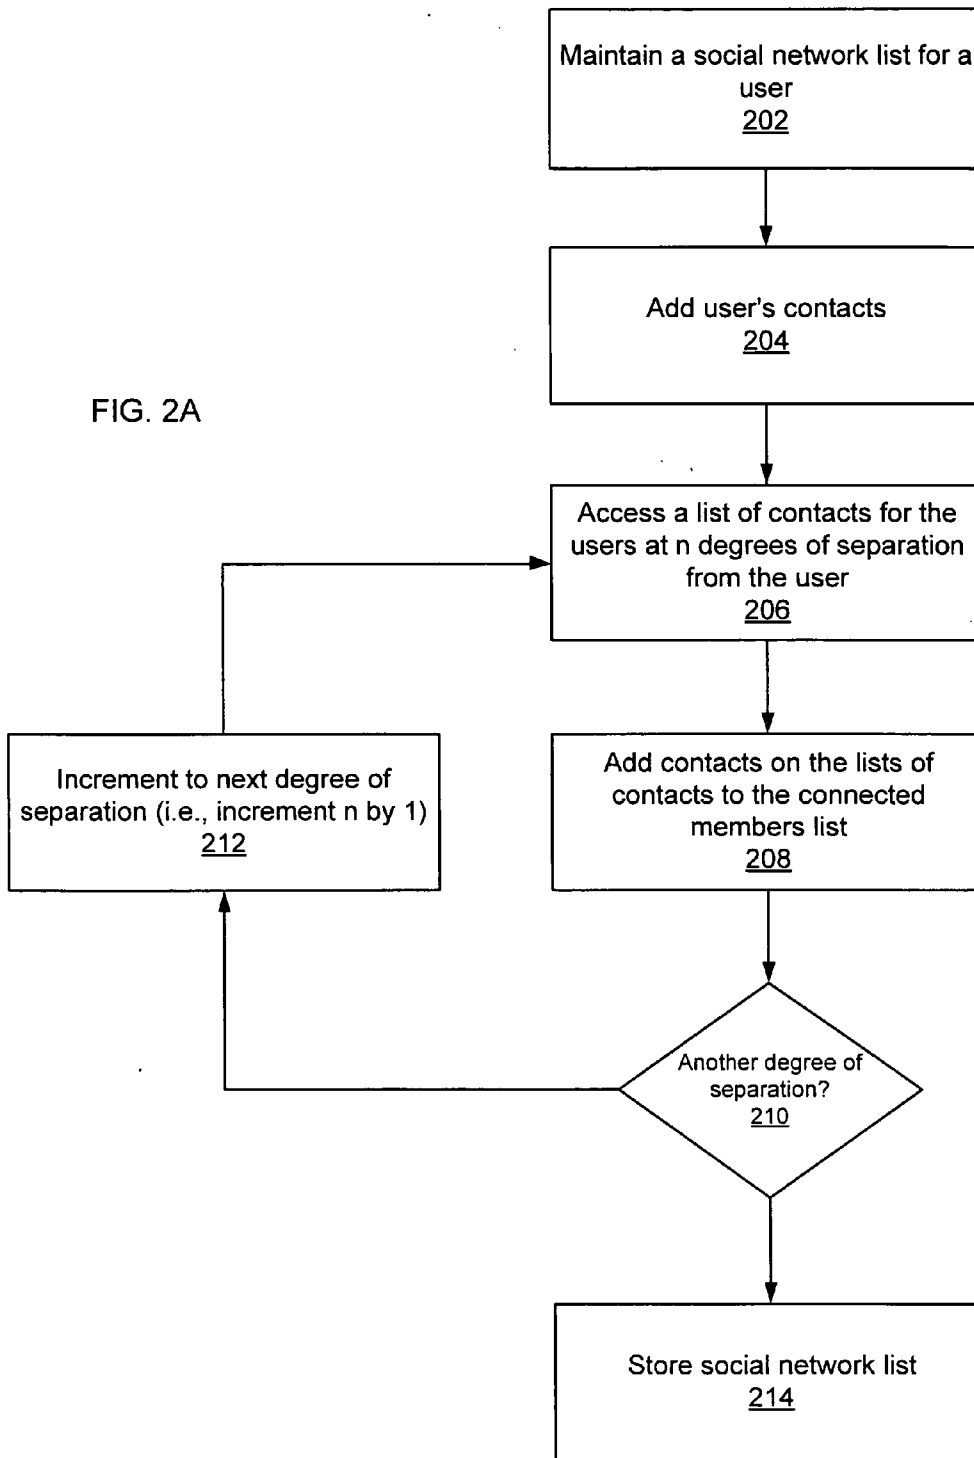 Maintain a social network list for a
user
202
Add user's contacts
204
FIG. 2A
Access a list of contacts for the
users at n degrees of separation
from the user
206
Increment to next degree of
separation (i.e., increment n by 1)
212
Add contacts on the lists of
contacts to the connected
members list
208
Another degree of
separation?
210
Store social network list
214